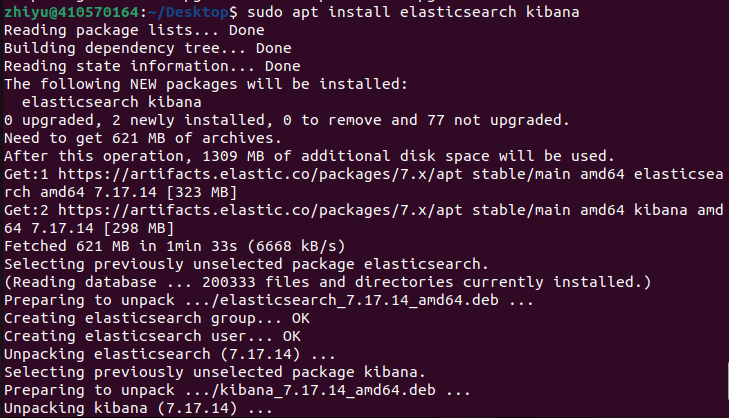 zhiyu@410570164:~/Desktop$ sudo apt install elasticsearch kibana
Reading package lists... Done
Building dependency tree... Done
Reading state information... Done
The following NEW packages will be installed:
  elasticsearch kibana
0 upgraded, 2 newly installed, 0 to remove and 77 not upgraded.
Need to get 621 MB of archives.
After this operation, 1309 MB of additional disk space will be used.
Get:1 https://artifacts.elastic.co/packages/7.x/apt stable/main amd64 elasticsea
rch amd64 7.17.14 [323 MB]
Get:2 https://artifacts.elastic.co/packages/7.x/apt stable/main amd64 kibana amd
64 7.17.14 [298 MB]
Fetched 621 MB in 1min 33s (6668 kB/s)
Selecting previously unselected package elasticsearch.
(Reading database ... 200333 files and directories currently installed.)
Preparing to unpack .../elasticsearch_7.17.14_amd64.deb ...
Creating elasticsearch group... OK
Creating elasticsearch user... OK
Unpacking elasticsearch (7.17.14) ...
Selecting previously unselected package kibana.
Preparing to unpack .../kibana_7.17.14_amd64.deb ...
Unpacking kibana (7.17.14) ...